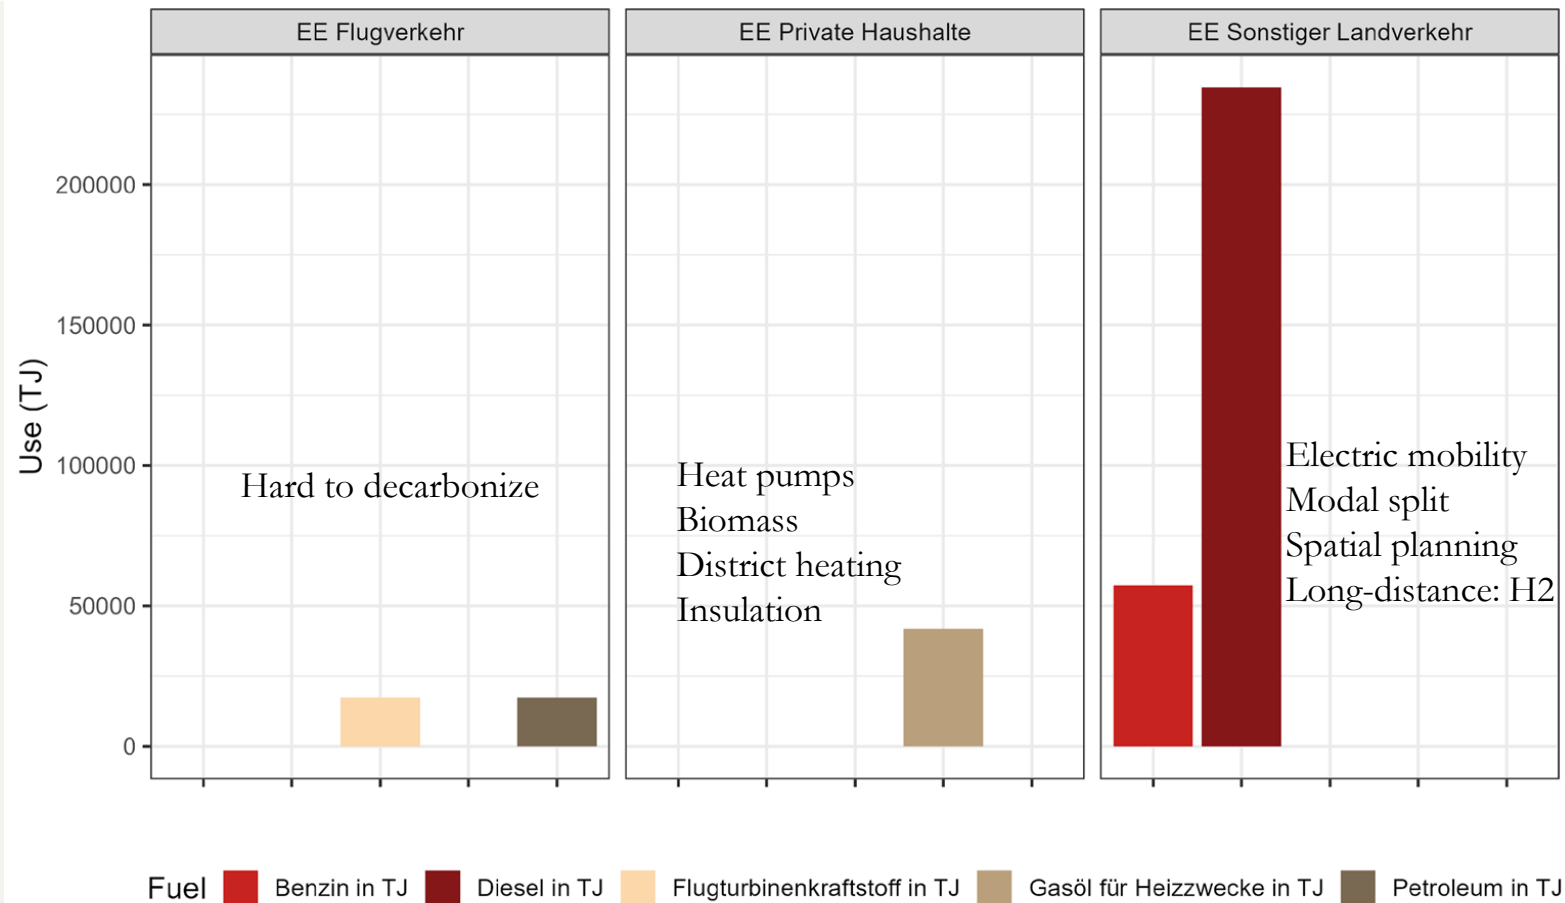 EE Flugverkehr
EE Private Haushalte
EE Sonstiger Landverkehr
Use (TJ)
200000
150000
100000
50000
0
Hard to decarbonize
Heat pumps
Biomass
District heating
Insulation
Electric mobility
Modal split
Spatial planning
Long-distance: H2
Fuel
Benzin in TJ
Diesel in TJ
Flugturbinenkraftstoff in TJ
Gasöl für Heizzwecke in TJ
Petroleum in TJ